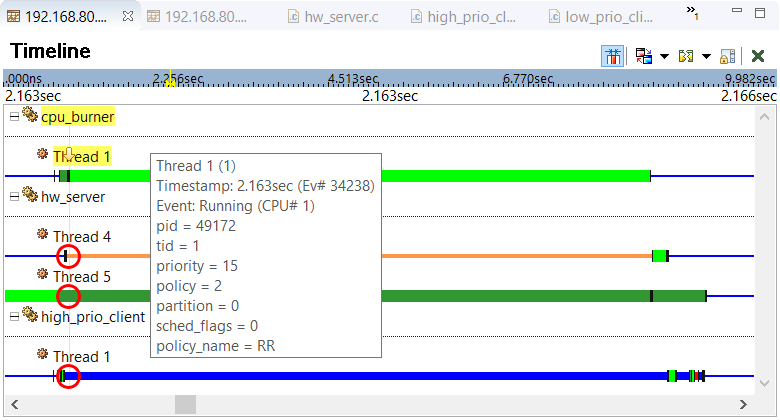 192.168.80....
192.168.80....
hw_server.c
high_prio_cl...
low_prio_cli...
»1
Timeline
.000ns 2.256sec 4.513sec 6.770sec 9.982sec
2.163sec 2.163sec 2.166sec
cpu_burner
Thread 1
hw_server
Thread 4
Thread 5
high_prio_client
Thread 1
Thread 1 (1)
Timestamp: 2.163sec (Ev# 34238)
Event: Running (CPU# 1)
pid = 49172
tid = 1
priority = 15
policy = 2
partition = 0
sched_flags = 0
policy_name = RR